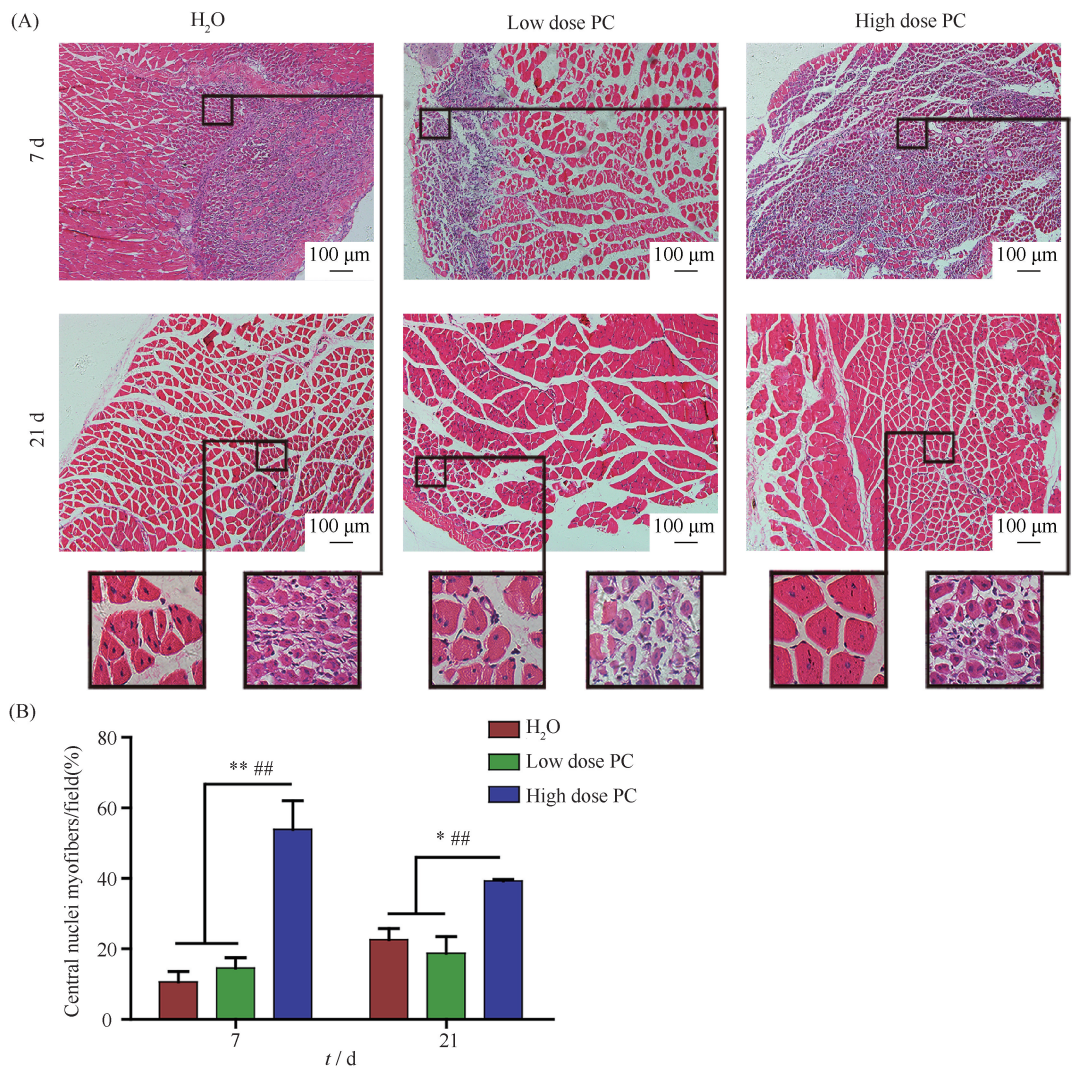 (A)
H₂O
Low dose PC
High dose PC
7 d
100 μm
100 μm
100 μm
21 d
100 μm
100 μm
100 μm
(B)
Central nuclei myofibers/field(%)
80
60
40
20
0
** ##
* ##
H₂O
Low dose PC
High dose PC
7
21
t / d